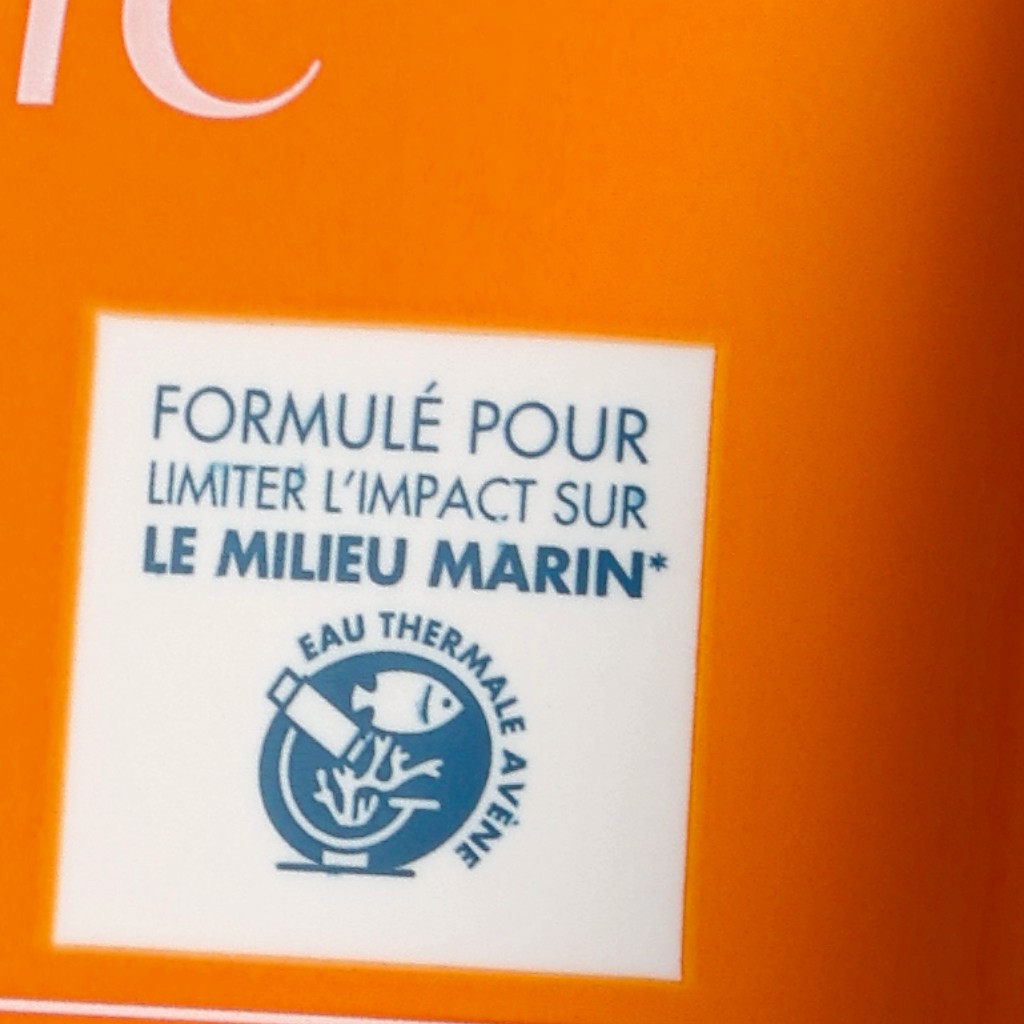 FORMULÉ POUR
LIMITER L'IMPACT SUR
LE MILIEU MARIN*
EAU THERMALE AVÈNE